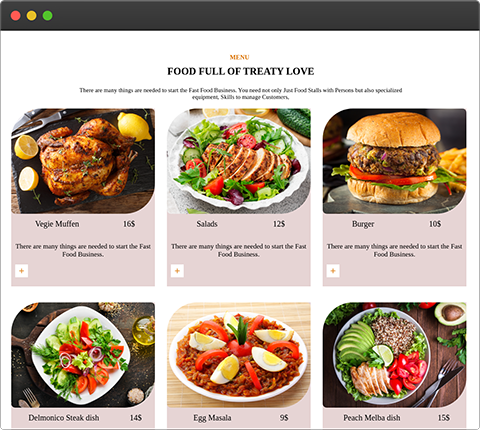 MENU
FOOD FULL OF TREATY LOVE
There are many things are needed to start the Fast Food Business. You need not only Just Food Stalls with Persons but also specialized
equipment, Skills to manage Customers,
Vegie Muffen 16$
Salads 12$
Burger 10$
There are many things are needed to start the Fast
Food Business.
There are many things are needed to start the Fast
Food Business.
There are many things are needed to start the Fast
Food Business.
+
+
+
Delmonico Steak dish 14$
Egg Masala 9$
Peach Melba dish 15$